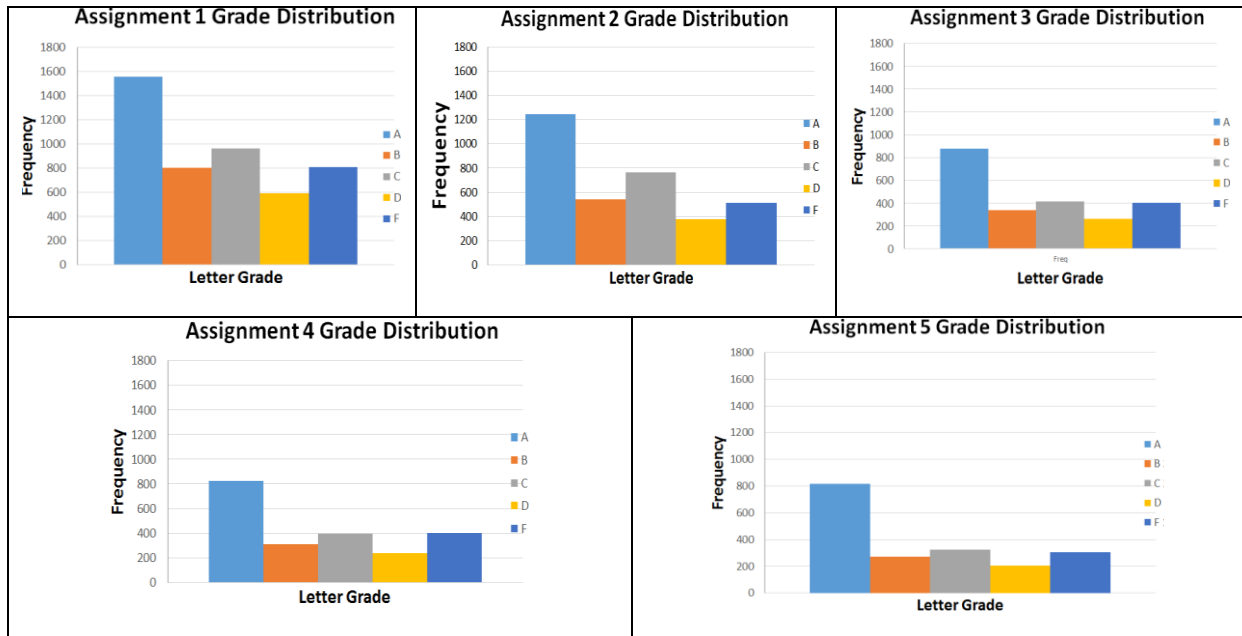 Assignment 1 Grade Distribution
1800
1600
1400
1200
1000
800
600
400
200
0
Frequency
Letter Grade
A
B
C
D
F
Assignment 2 Grade Distribution
1800
1600
1400
1200
1000
800
600
400
200
0
Frequency
Letter Grade
A
B
C
D
F
Assignment 3 Grade Distribution
1800
1600
1400
1200
1000
800
600
400
200
0
Frequency
Freq
Letter Grade
A
B
C
D
F
Assignment 4 Grade Distribution
1800
1600
1400
1200
1000
800
600
400
200
0
Frequency
Letter Grade
A
B
C
D
F
Assignment 5 Grade Distribution
1800
1600
1400
1200
1000
800
600
400
200
0
Frequency
Letter Grade
A
B
C
D
F